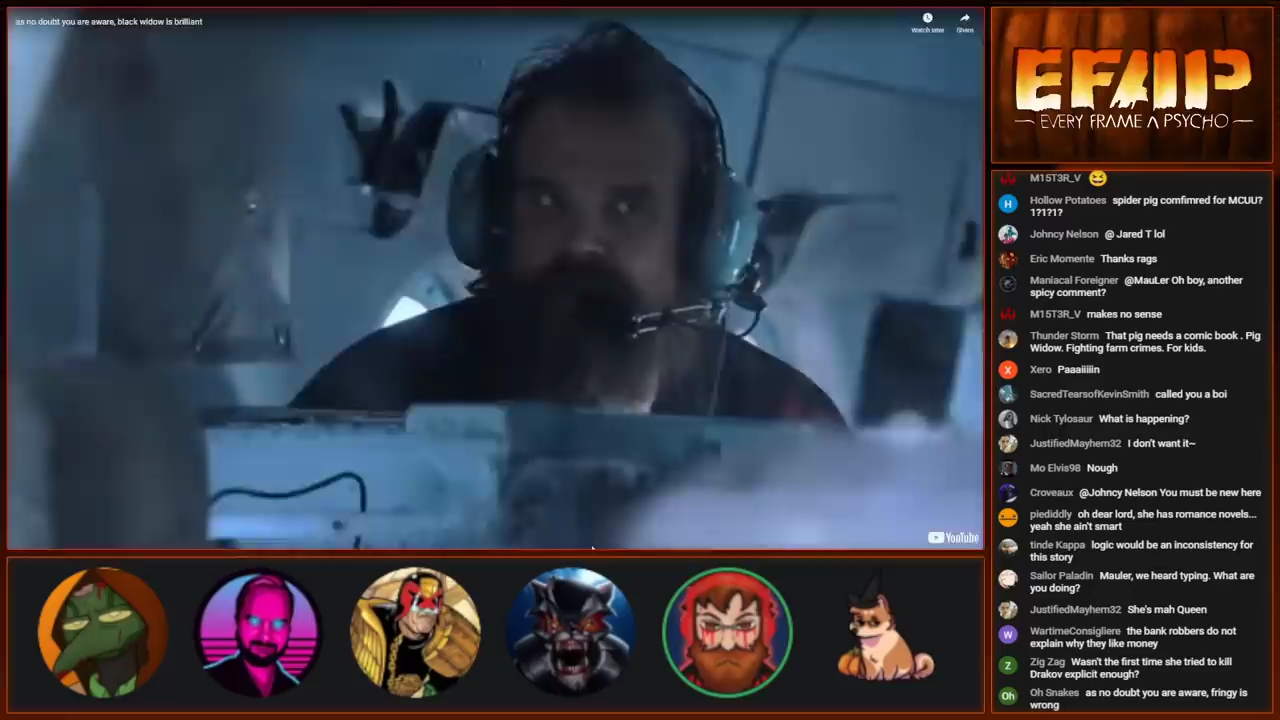 as no doubt you are aware, black widow is brilliant
Watch later
Share
YouTube
EFAP
EVERY FRAME A PSYCHO
M15T3R_V 😆
Hollow Potatoes spider pig comfimred for MCUU?
1?1?1?
Johncy Nelson @ Jared T lol
Eric Momente Thanks rags
Maniacal Foreigner @MauLer Oh boy, another
spicy comment?
M15T3R_V makes no sense
Thunder Storm That pig needs a comic book . Pig
Widow. Fighting farm crimes. For kids.
X
Xero Paaaiiiiin
SacredTearsofKevinSmith called you a boi
Nick Tylosaur What is happening?
JustifiedMayhem32 I don't want it~
Mo Elvis98 Nough
Croveaux @Johncy Nelson You must be new here
piediddly oh dear lord, she has romance novels...
yeah she ain't smart
tinde Kappa logic would be an inconsistency for
this story
Sailor Paladin Mauler, we heard typing. What are
you doing?
JustifiedMayhem32 She's mah Queen
W
WartimeConsigliere the bank robbers do not
explain why they like money
Z
Zig Zag Wasn't the first time she tried to kill
Drakov explicit enough?
Oh
Oh Snakes as no doubt you are aware, fringy is
wrong
H